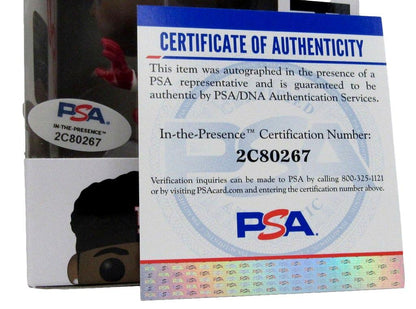 CERTIFICATE OF AUTHENTICITY
This item was autographed in the presence of a
PSA representative and is guaranteed to be
authentic by PSA/DNA Authentication Services.
In-the-Presence™ Certification Number:
2C80267
Verification inquiries can be made to PSA by calling 800-325-1121
or by visiting PSAcard.com and entering the certification number above.
PSA.
PSA
IN-THE-PRESENCE™
2C80267